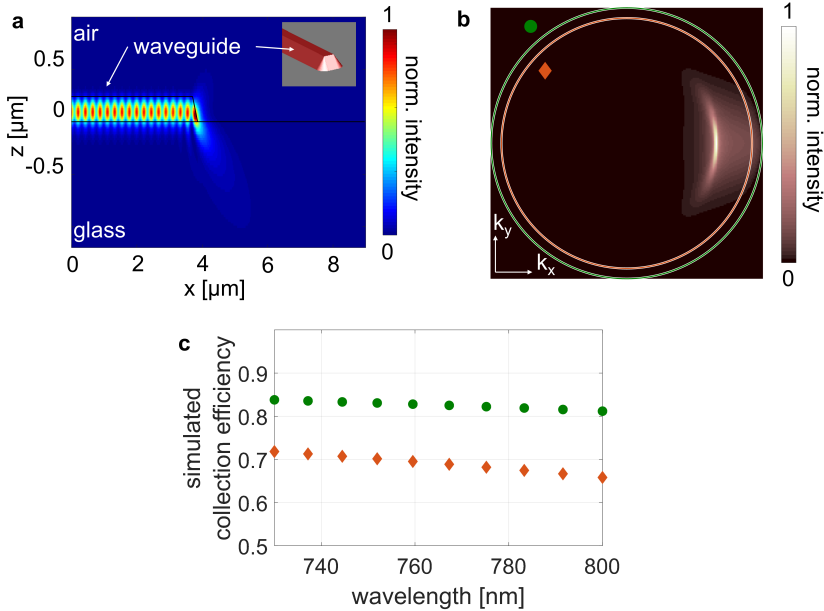 a
air
waveguide
0.5
0
-0.5
z [µm]
glass
0
2
4
6
8
x [µm]
1
0
norm. intensity
b
k_y
k_x
1
0
norm. intensity
c
simulated
collection efficiency
0.9
0.8
0.7
0.6
0.5
740
760
780
800
wavelength [nm]